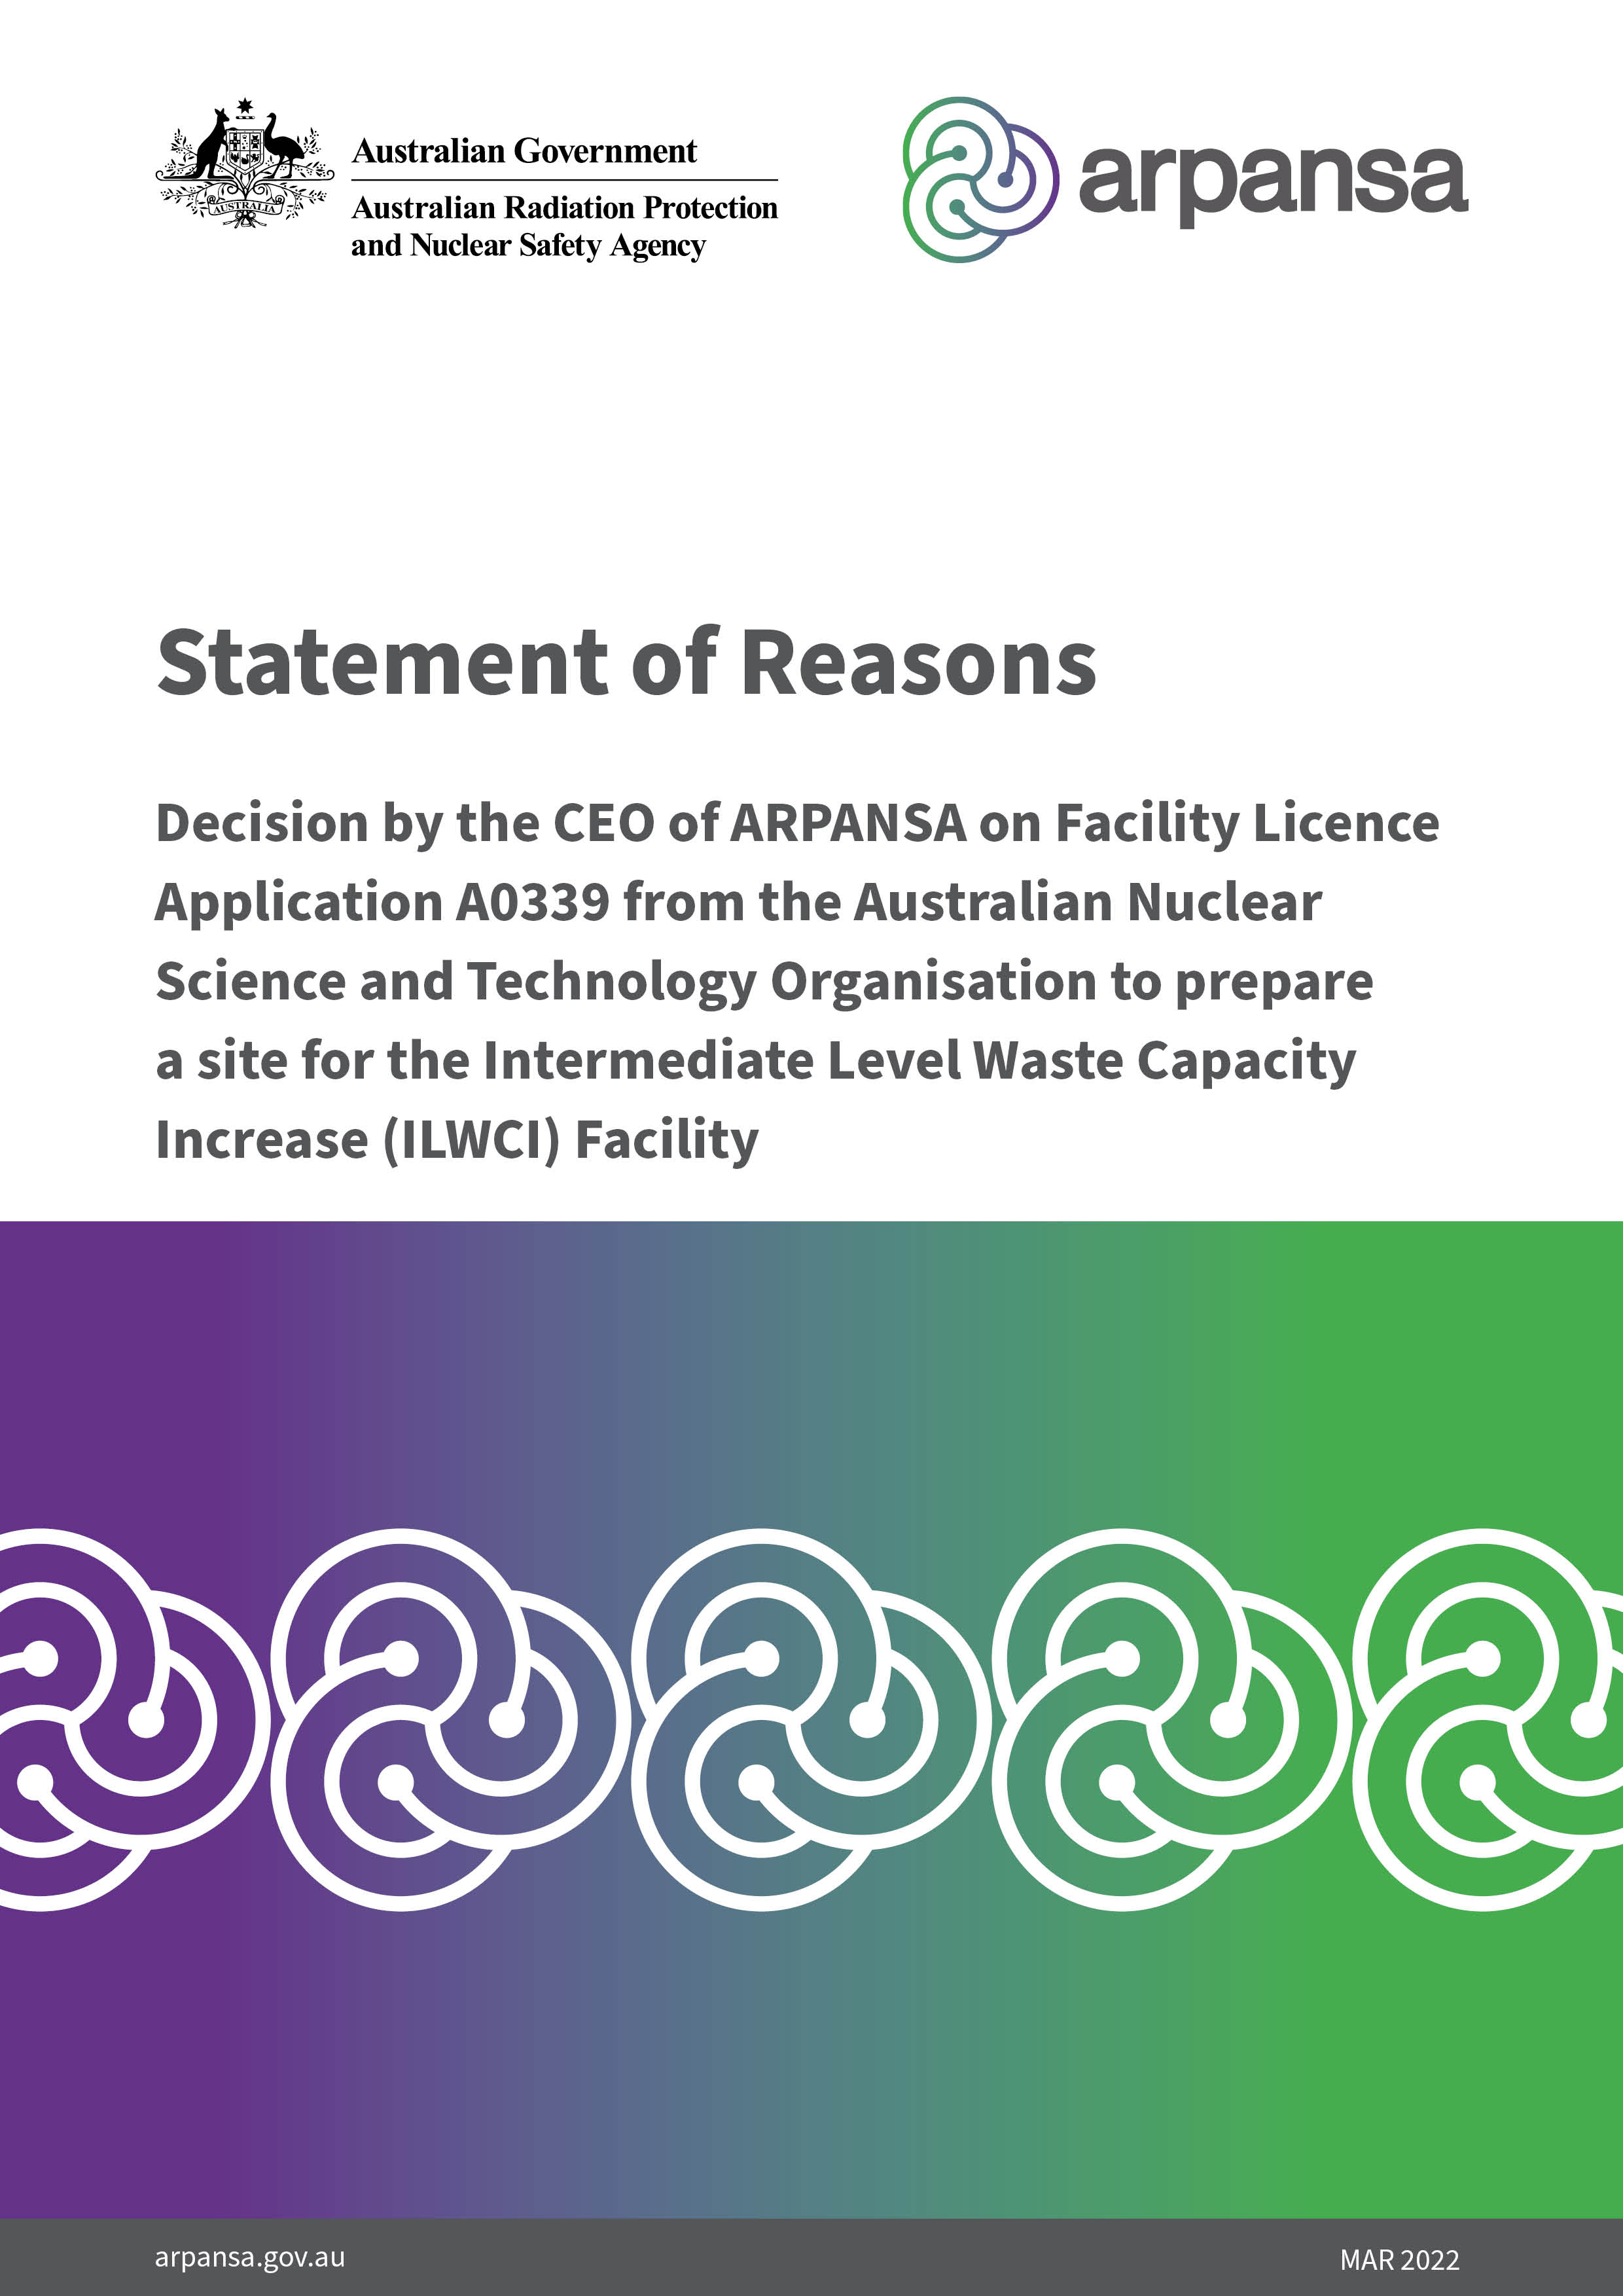 AUSTRALIA
Australian Government
Australian Radiation Protection
and Nuclear Safety Agency
arpansa
Statement of Reasons
Decision by the CEO of ARPANSA on Facility Licence
Application A0339 from the Australian Nuclear
Science and Technology Organisation to prepare
a site for the Intermediate Level Waste Capacity
Increase (ILWCI) Facility
arpansa.gov.au
MAR 2022